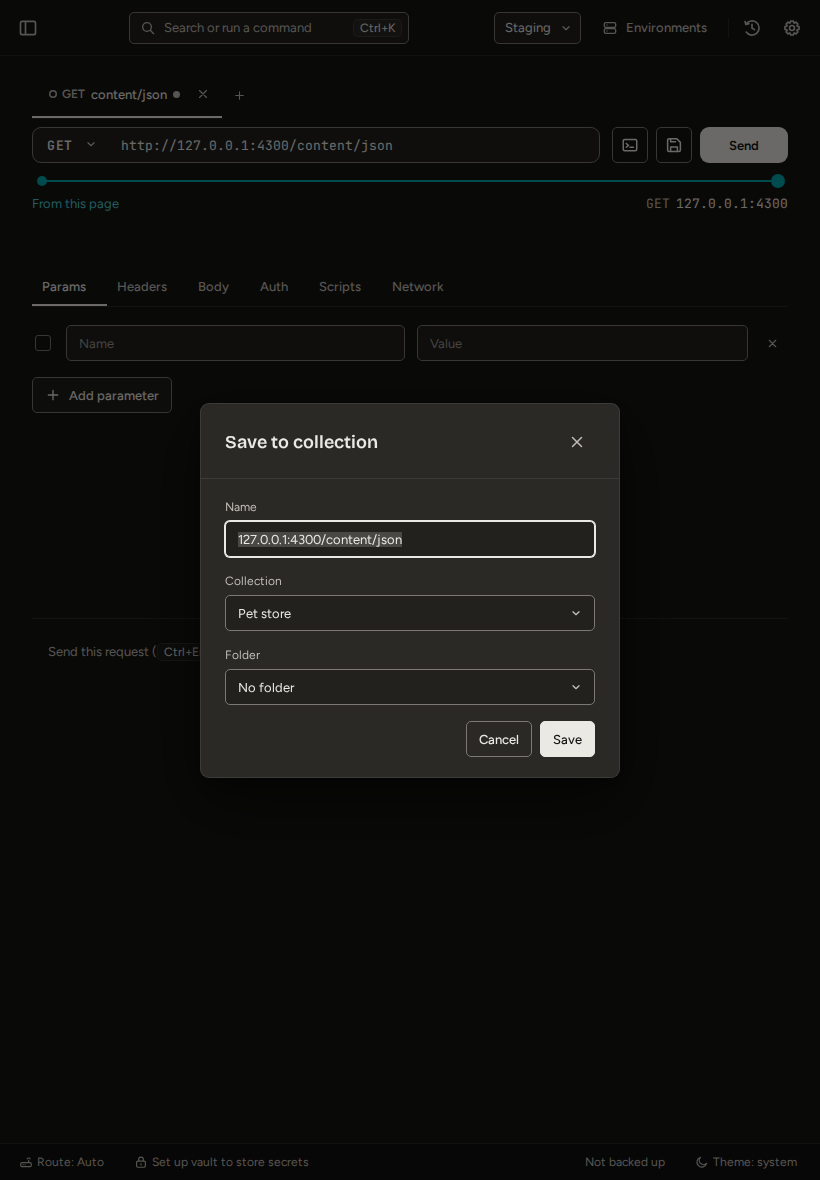 Search or run a command Ctrl+K Staging Environments
GET content/json
GET http://127.0.0.1:4300/content/json Send
From this page GET 127.0.0.1:4300
Params Headers Body Auth Scripts Network
Name Value
Add parameter
Save to collection
Name
127.0.0.1:4300/content/json
Collection
Pet store
Send this request (Ctrl+E
Folder
No folder
Cancel Save
Route: Auto Set up vault to store secrets Not backed up Theme: system